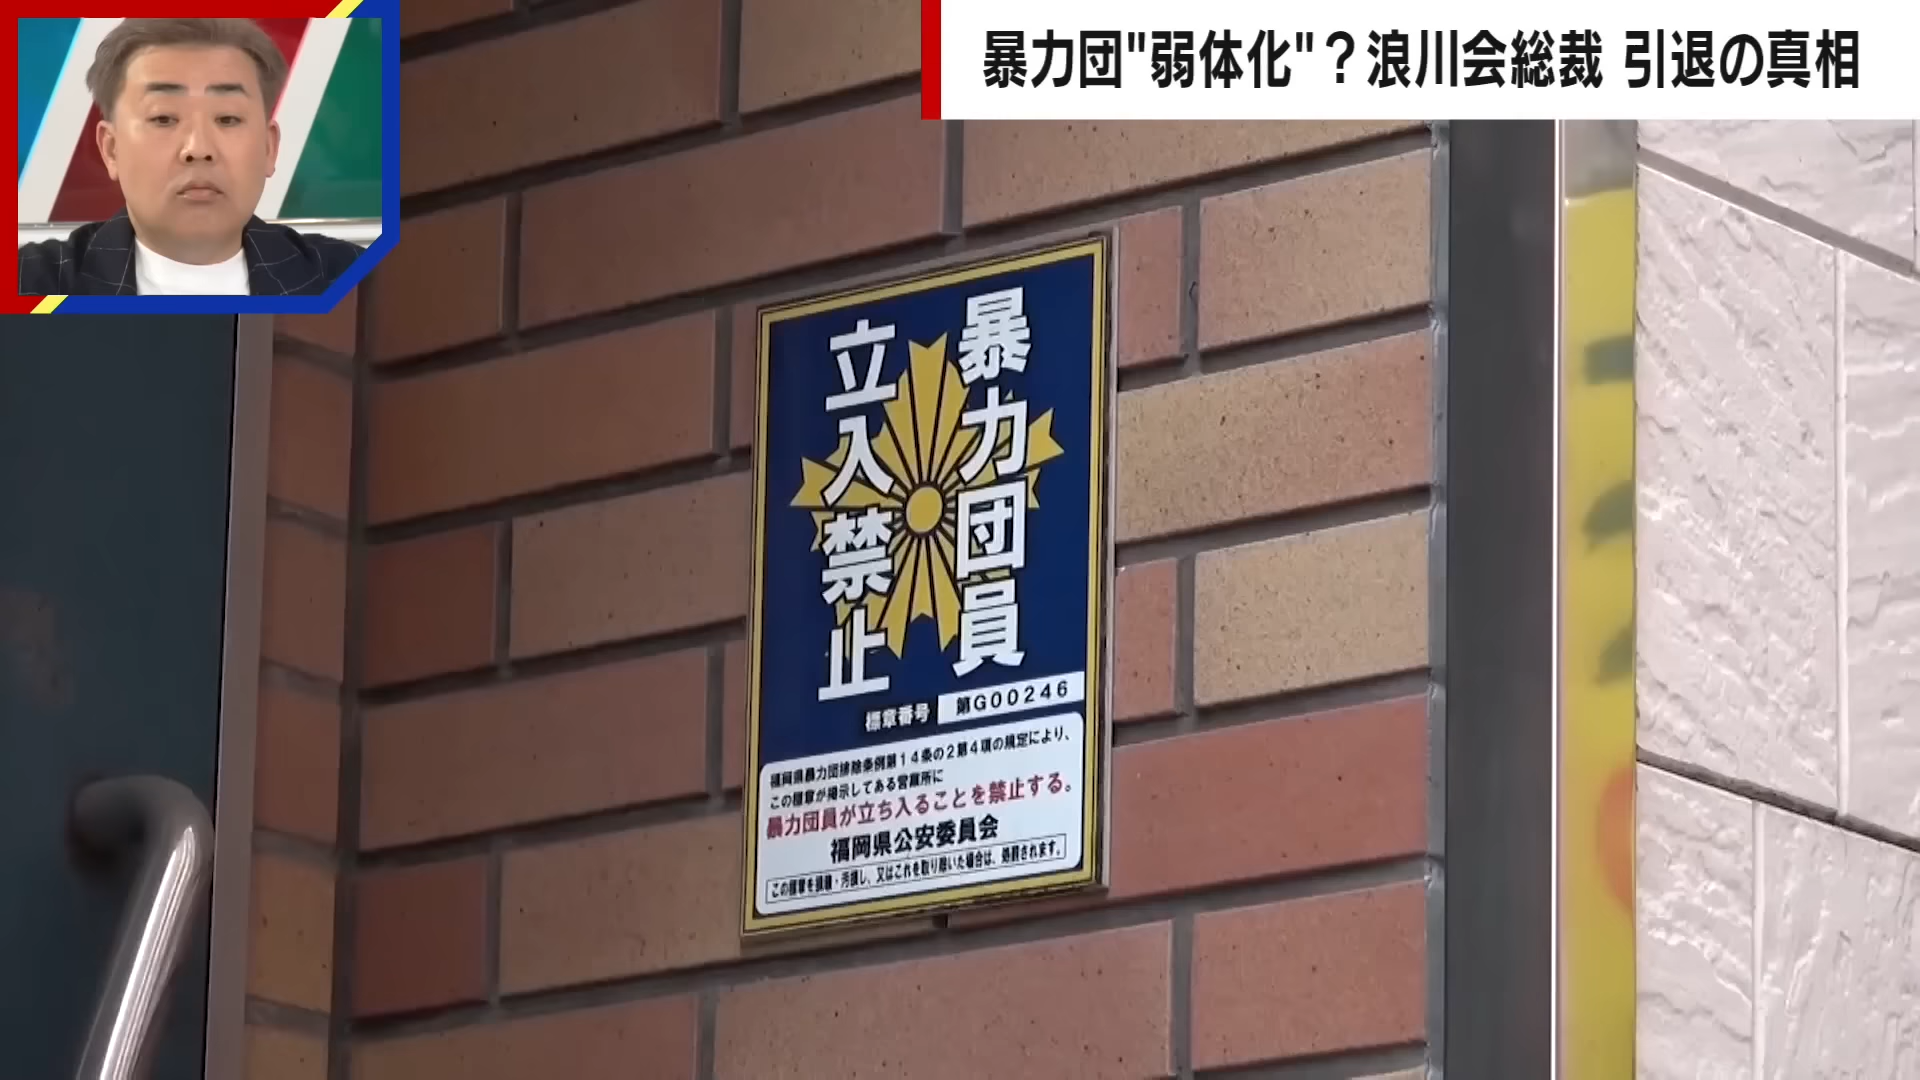 暴力団"弱体化"？浪川会総裁 引退の真相
暴力団員
立入禁止
標章番号 第G00246
福岡県暴力団排除条例第14条の2第4項の規定により、
この標章が掲示してある営業所に
暴力団員が立ち入ることを禁止する。
福岡県公安委員会
この標章を損壊・汚損し、又はこれを取り除いた場合は、処罰されます。